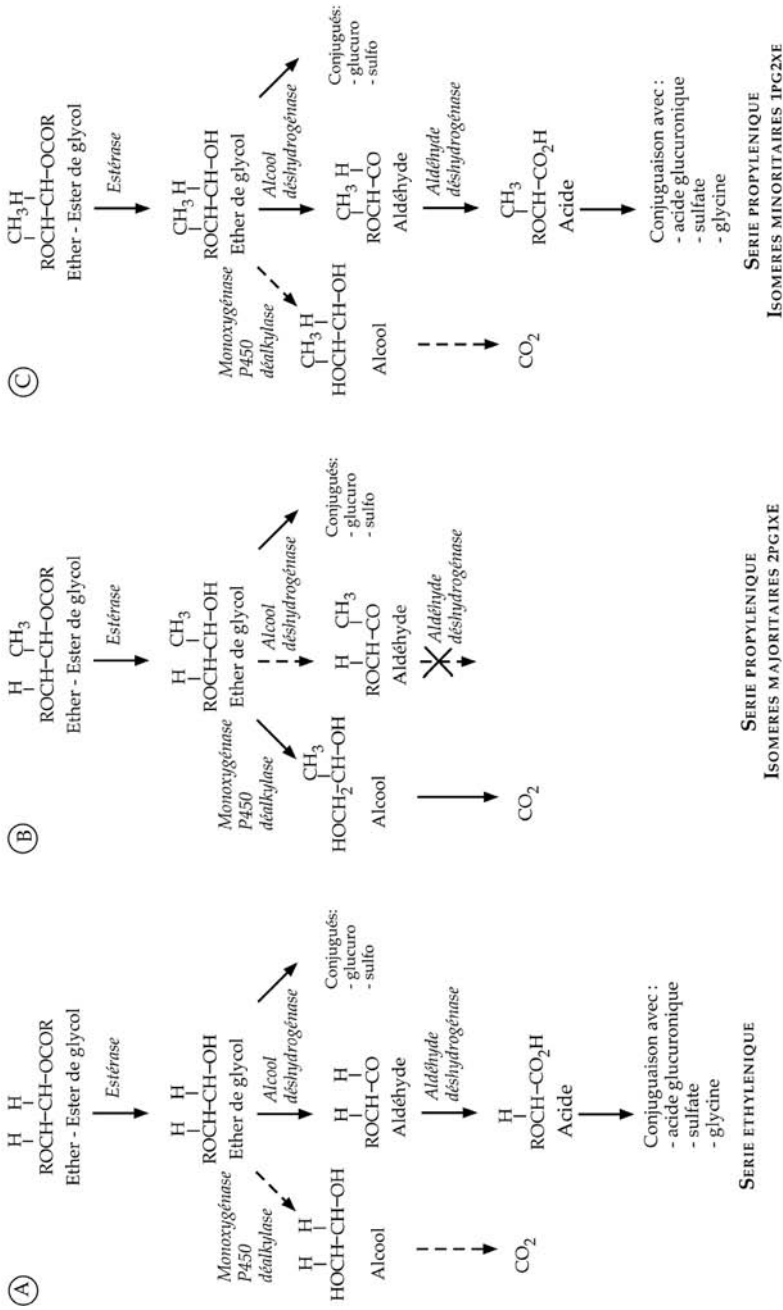 A
H H
ROCH–CH–OCOR
Ether - Ester de glycol
Estérase
H H
ROCH–CH–OH
Ether de glycol
Monoxygénase
P450
déalkylase
Alcool
déshydrogénase
Conjugués:
- glucuro
- sulfo
H H
HOCH–CH–OH
Alcool
H H
ROCH–CO
Aldéhyde
CO2
Aldéhyde
déshydrogénase
H
ROCH–CO2H
Acide
Conjuguaison avec :
- acide glucuronique
- sulfate
- glycine
SERIE ETHYLENIQUE
B
H CH3
ROCH–CH–OCOR
Ether - Ester de glycol
Estérase
H CH3
ROCH–CH–OH
Ether de glycol
Monoxygénase
P450
déalkylase
Alcool
déshydrogénase
Conjugués:
- glucuro
- sulfo
CH3
HOCH2–CH–OH
Alcool
H CH3
ROCH–CO
Aldéhyde
CO2
Aldéhyde
déshydrogénase
SERIE PROPYLENIQUE
ISOMERES MAJORITAIRES 2PG1XE
C
CH3 H
ROCH–CH–OCOR
Ether - Ester de glycol
Estérase
CH3 H
ROCH–CH–OH
Ether de glycol
Monoxygénase
P450
déalkylase
Alcool
déshydrogénase
Conjugués:
- glucuro
- sulfo
CH3 H
HOCH–CH–OH
Alcool
CH3 H
ROCH–CO
Aldéhyde
CO2
Aldéhyde
déshydrogénase
CH3
ROCH–CO2H
Acide
Conjuguaison avec :
- acide glucuronique
- sulfate
- glycine
SERIE PROPYLENIQUE
ISOMERES MINORITAIRES 1PG2XE